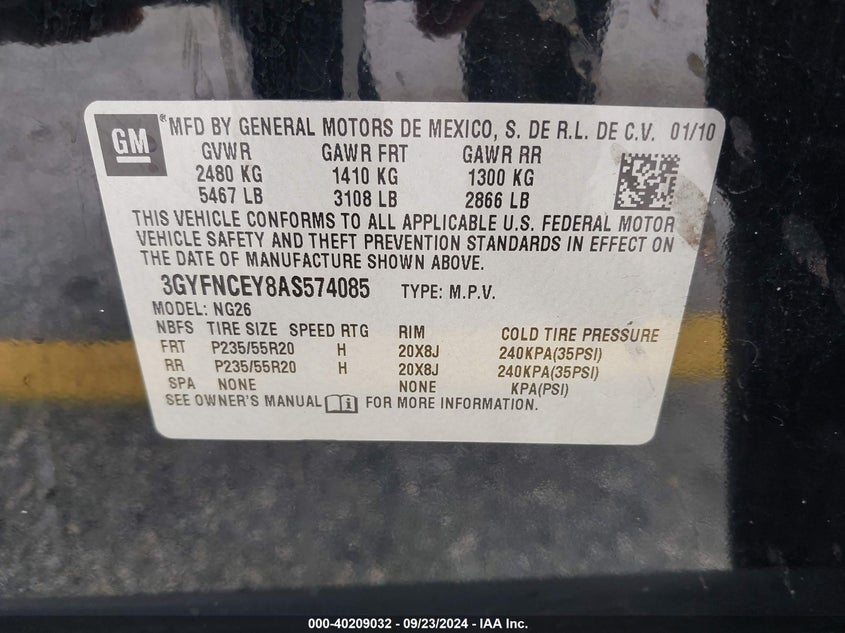 GM
® MFD BY GENERAL MOTORS DE MEXICO, S. DE R.L. DE C.V. 01/10
GVWR GAWR FRT GAWR RR
2480 KG 1410 KG 1300 KG
5467 LB 3108 LB 2866 LB
THIS VEHICLE CONFORMS TO ALL APPLICABLE U.S. FEDERAL MOTOR
VEHICLE SAFETY AND THEFT PREVENTION STANDARDS IN EFFECT ON
THE DATE OF MANUFACTURE SHOWN ABOVE.
3GYFNCEY8AS574085 TYPE: M.P.V.
MODEL: NG26
NBFS TIRE SIZE SPEED RTG RIM COLD TIRE PRESSURE
FRT P235/55R20 H 20X8J 240KPA(35PSI)
RR P235/55R20 H 20X8J 240KPA(35PSI)
SPA NONE NONE KPA(PSI)
SEE OWNER'S MANUAL FOR MORE INFORMATION.
000-40209032 - 09/23/2024 - IAA Inc.